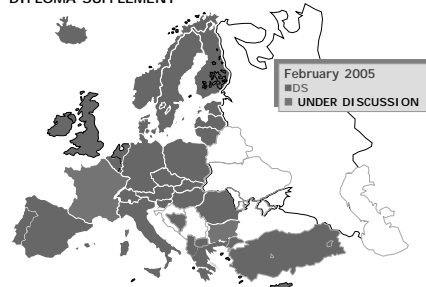 DIPLOMA SUPPLEMENT
February 2005
DS
UNDER DISCUSSION